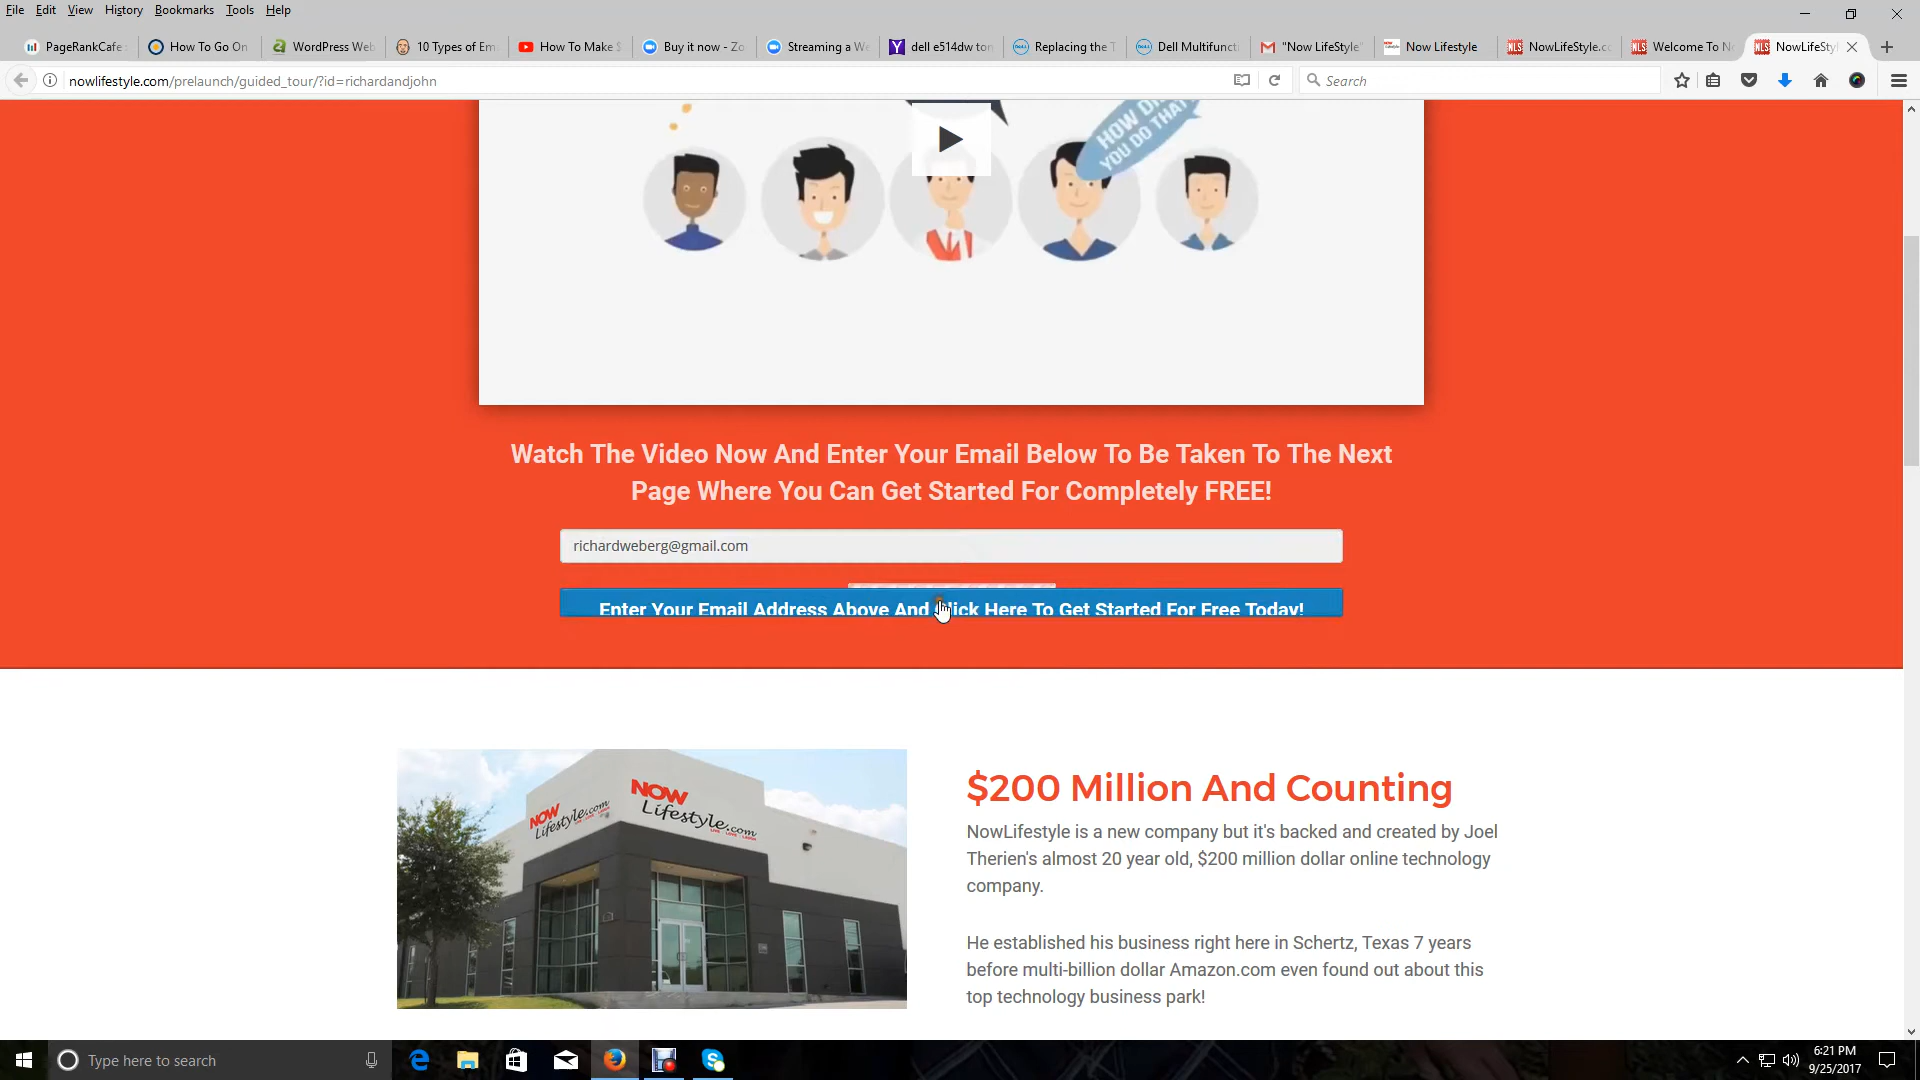 File Edit View History Bookmarks Tools Help
PageRankCafe How To Go On WordPress Web 10 Types of Em How To Make $ Buy it now - Zo Streaming a We dell e514dw ton Replacing the T Dell Multifunct "Now LifeStyle" Now Lifestyle NowLifeStyle.co Welcome To N NowLifeStyl
nowlifestyle.com/prelaunch/guided_tour/?id=richardandjohn
Search
HOW DI
YOU DO THAT
Watch The Video Now And Enter Your Email Below To Be Taken To The Next
Page Where You Can Get Started For Completely FREE!
richardweberg@gmail.com
Enter Your Email Address Above And Click Here To Get Started For Free Today!
NOW
Lifestyle.com
NOW
Lifestyle.com
$200 Million And Counting
NowLifestyle is a new company but it's backed and created by Joel
Therien's almost 20 year old, $200 million dollar online technology
company.
He established his business right here in Schertz, Texas 7 years
before multi-billion dollar Amazon.com even found out about this
top technology business park!
Type here to search
6:21 PM
9/25/2017